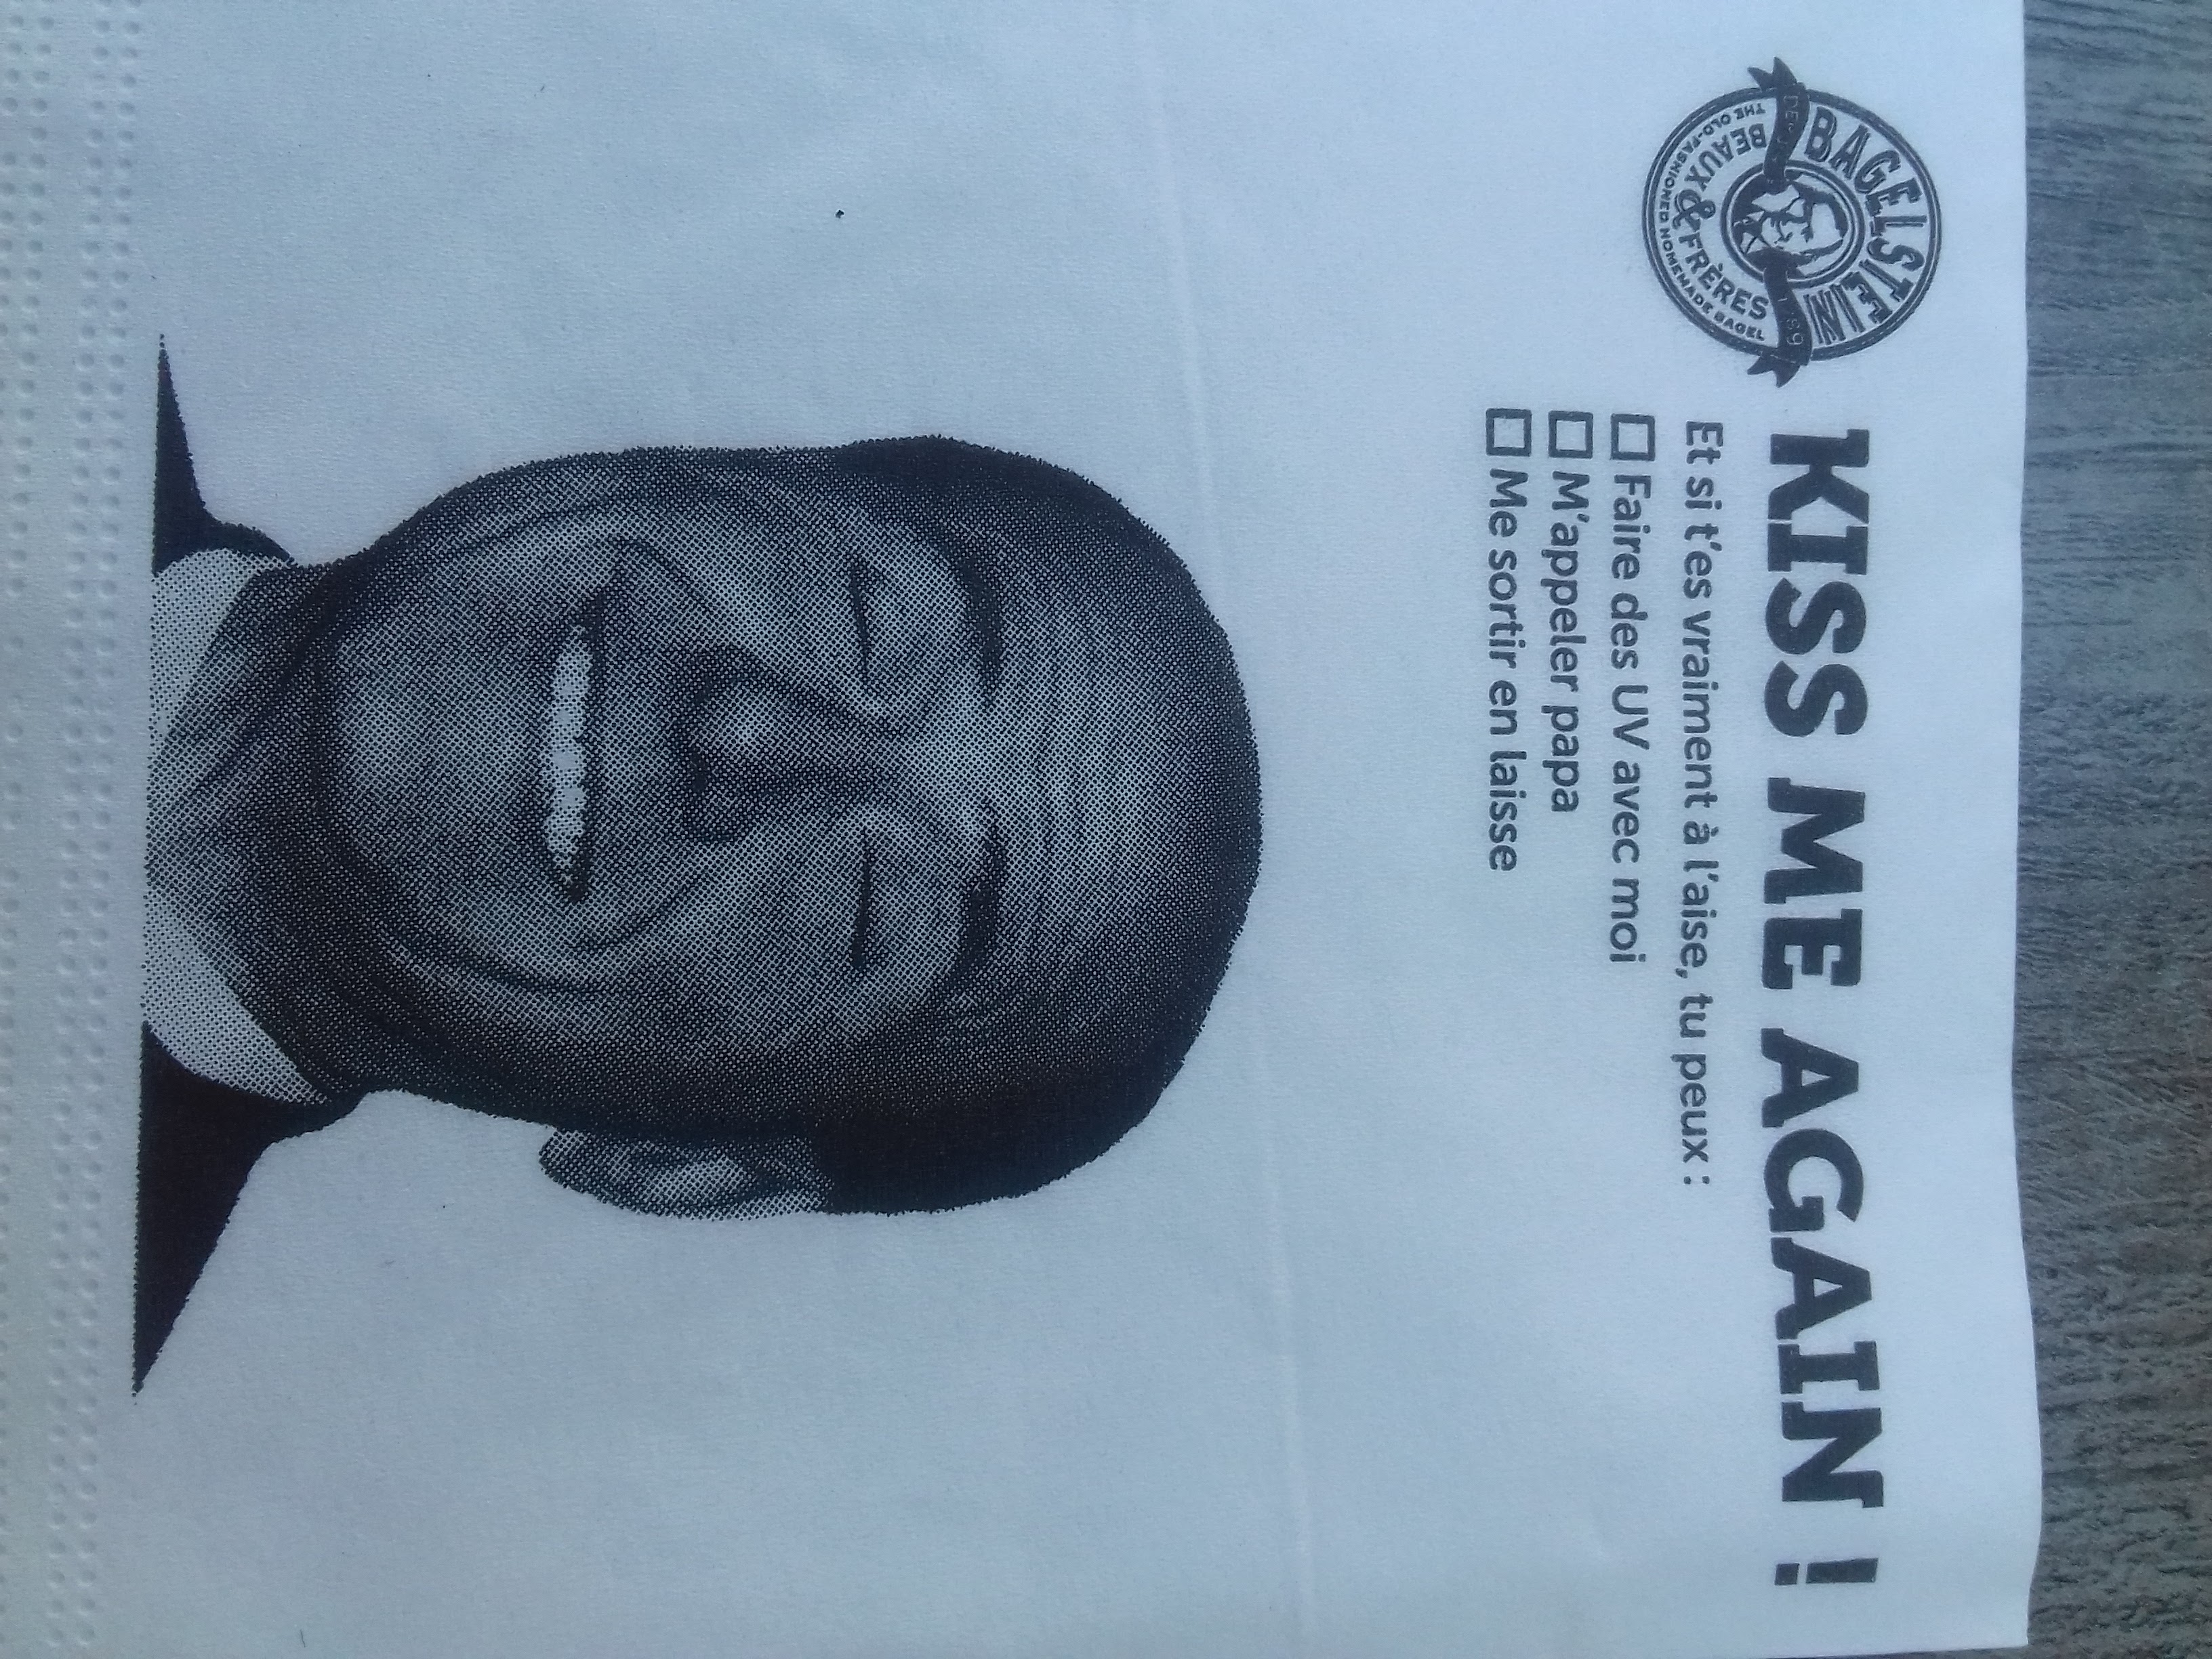 BAGELSTEIN
BEAUX & FRÈRES
THE OLD-FASHIONED HOMEMADE BAGEL
KISS ME AGAIN !
Et si t'es vraiment à l'aise, tu peux :
Faire des UV avec moi
M'appeler papa
Me sortir en laisse